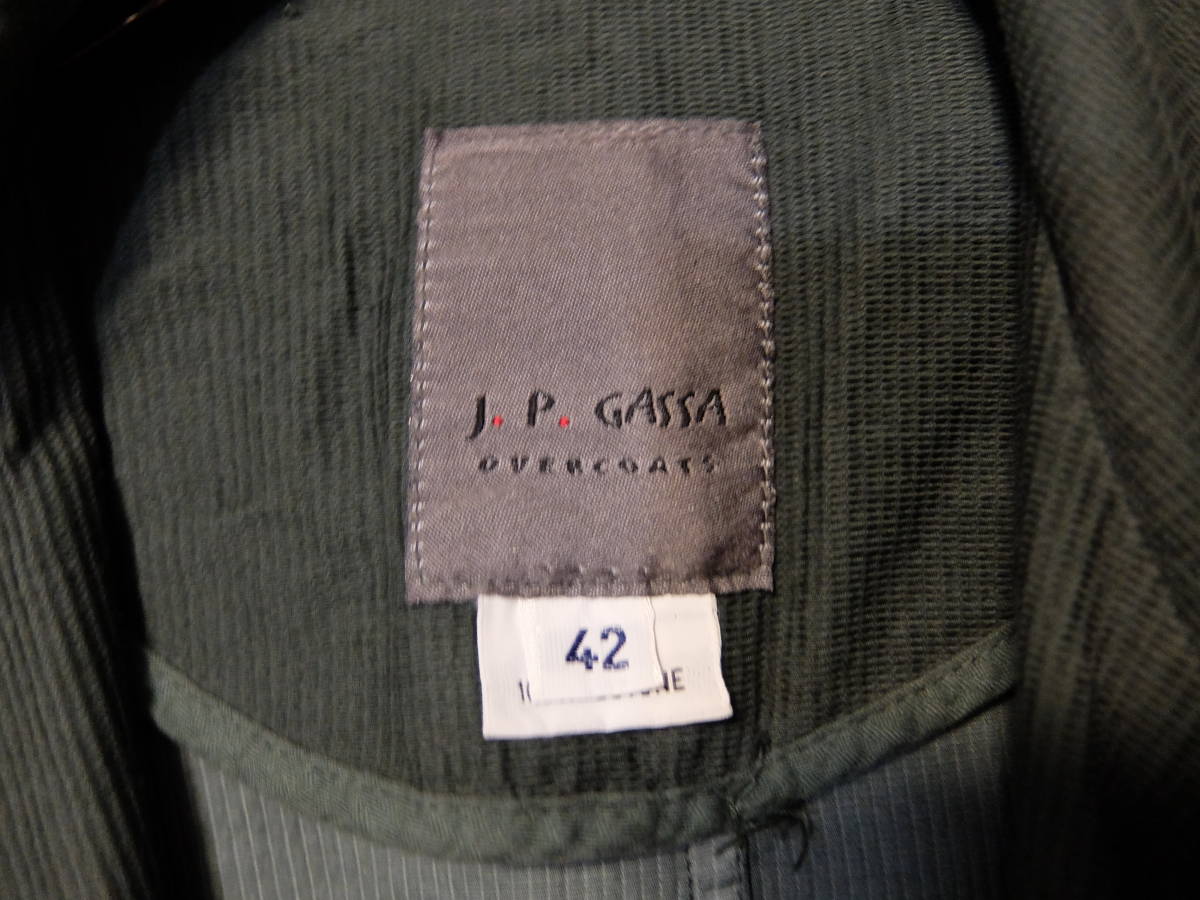 J. P. GASSA
OVERCOATS
42